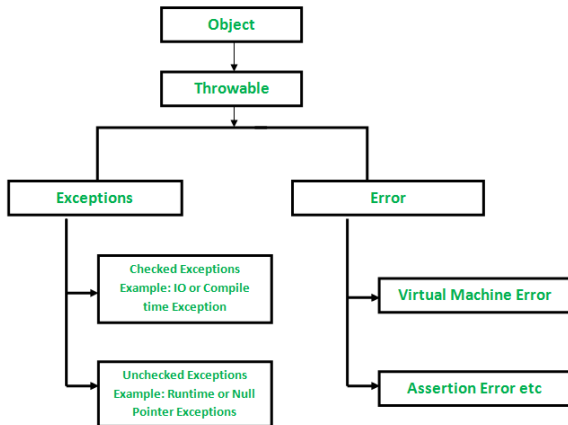 Object
Throwable
Exceptions
Error
Checked Exceptions
Example: IO or Compile
time Exception
Virtual Machine Error
Unchecked Exceptions
Example: Runtime or Null
Pointer Exceptions
Assertion Error etc